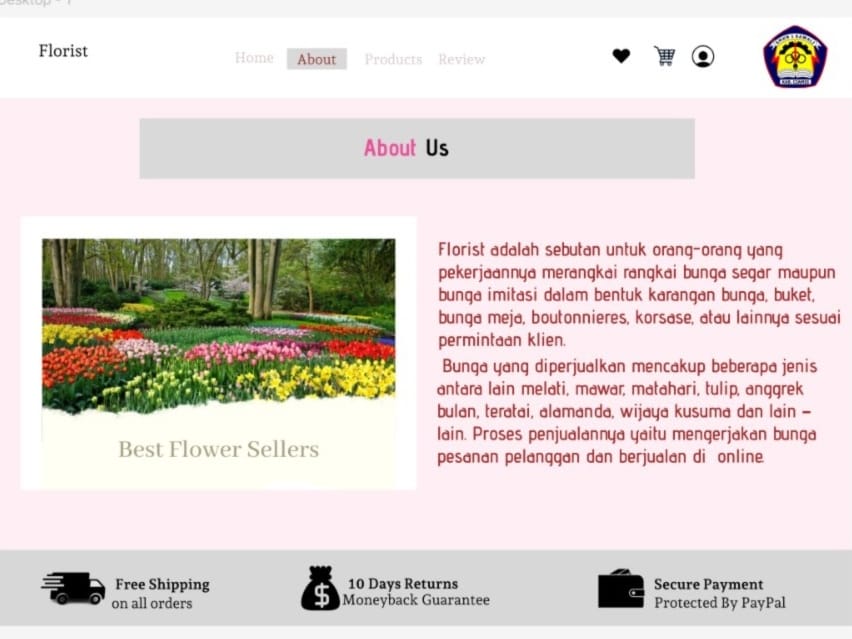 Desktop - 1
Florist
Home About Products Review
About Us
Florist adalah sebutan untuk orang-orang yang
pekerjaannya merangkai rangkai bunga segar maupun
bunga imitasi dalam bentuk karangan bunga, buket,
bunga meja, boutonnieres, korsase, atau lainnya sesuai
permintaan klien.
Bunga yang diperjualkan mencakup beberapa jenis
antara lain melati, mawar, matahari, tulip, anggrek
bulan, teratai, alamanda, wijaya kusuma dan lain –
lain. Proses penjualannya yaitu mengerjakan bunga
pesanan pelanggan dan berjualan di online.
Best Flower Sellers
Free Shipping
on all orders
10 Days Returns
Moneyback Guarantee
Secure Payment
Protected By PayPal